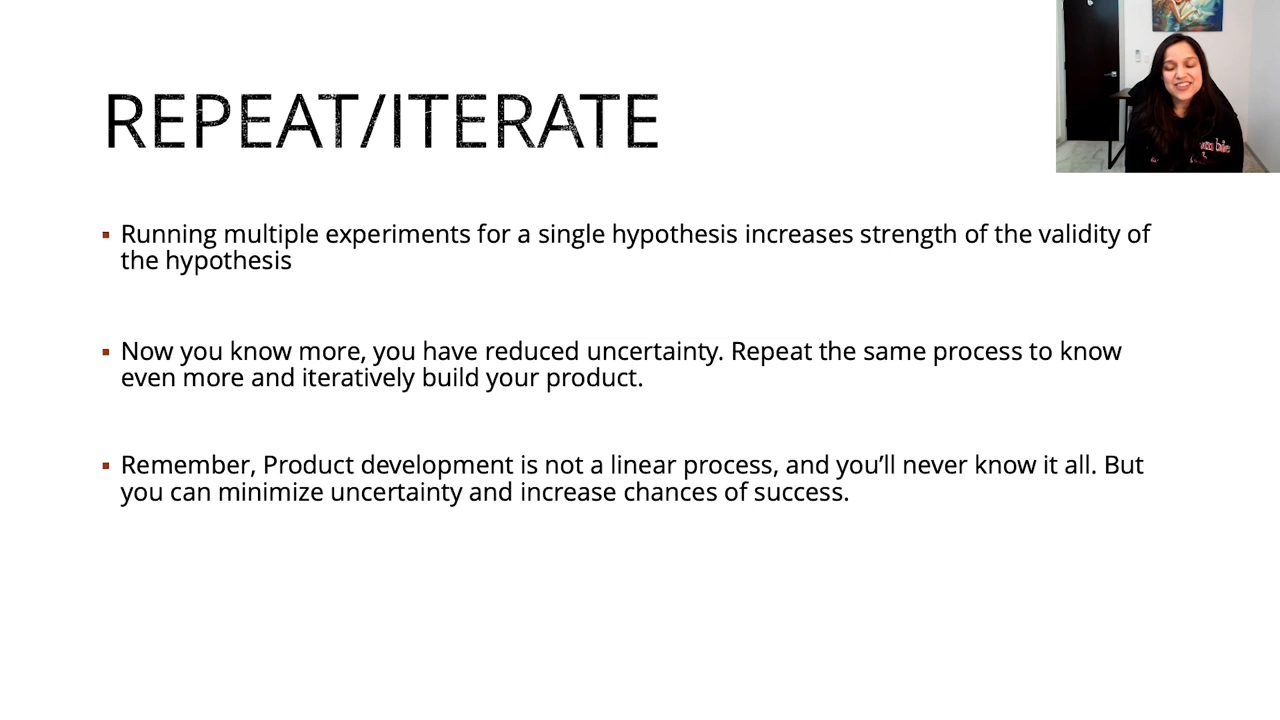 REPEAT/ITERATE
▪ Running multiple experiments for a single hypothesis increases strength of the validity of
the hypothesis
▪ Now you know more, you have reduced uncertainty. Repeat the same process to know
even more and iteratively build your product.
▪ Remember, Product development is not a linear process, and you’ll never know it all. But
you can minimize uncertainty and increase chances of success.